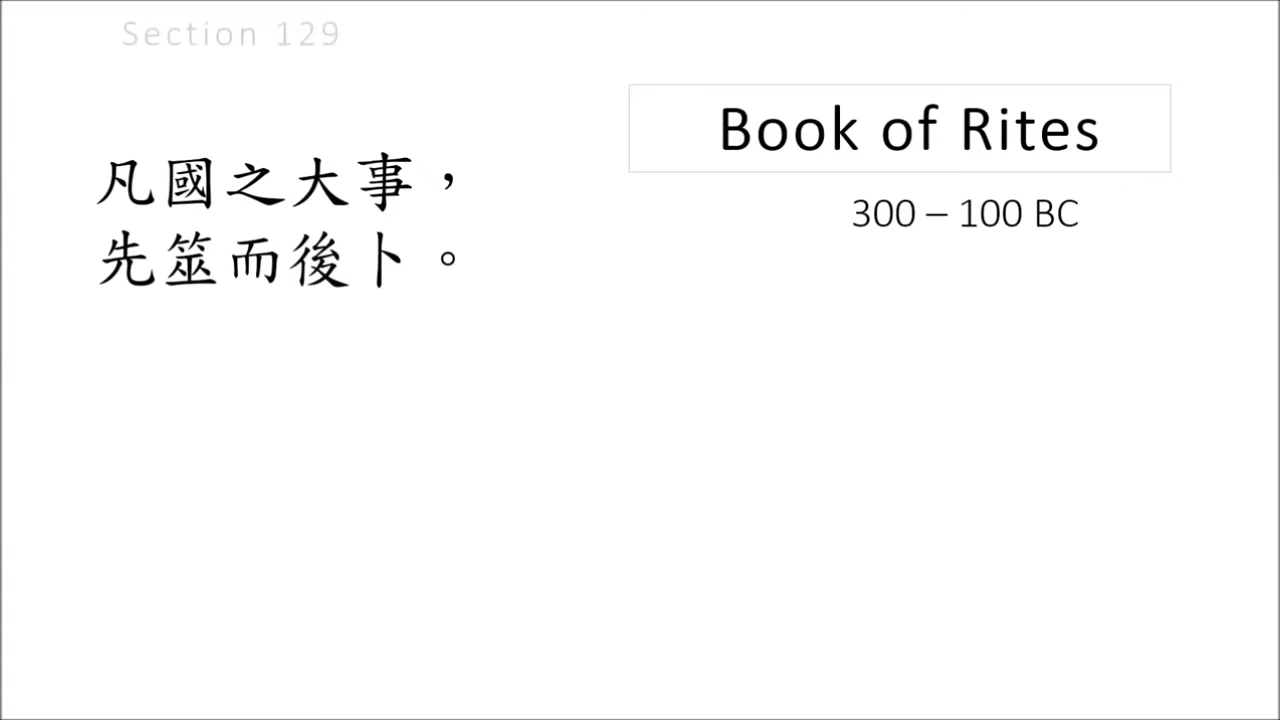 Section 129
Book of Rites
300 – 100 BC
凡國之大事，
先筮而後卜。